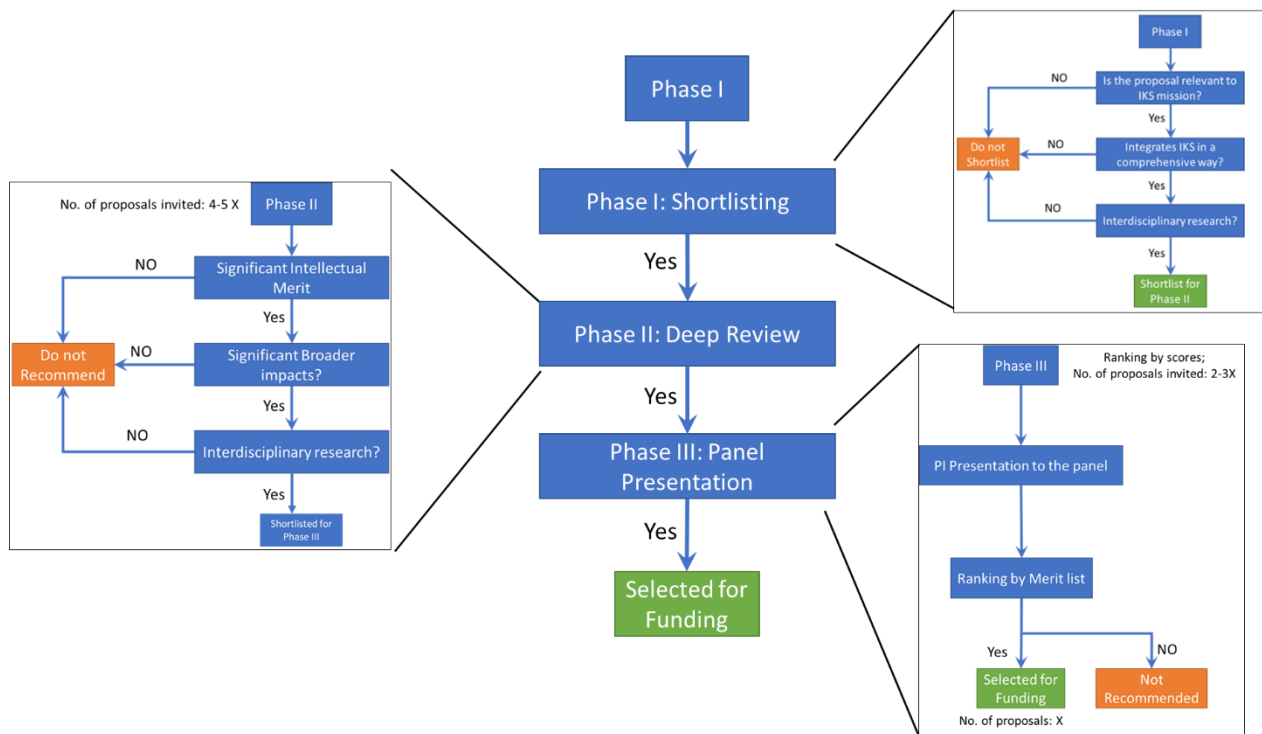 Phase I
Phase I: Shortlisting
Yes
Phase II: Deep Review
Yes
Phase III: Panel
Presentation
Yes
Selected for
Funding
No. of proposals invited: 4-5 X
Phase II
Significant Intellectual
Merit
NO
Yes
Do not
Recommend
NO
Significant Broader
impacts?
Yes
NO
Interdisciplinary research?
Yes
Shortlisted for
Phase III
Phase I
NO
Is the proposal relevant to
IKS mission?
Yes
Do not
Shortlist
NO
Integrates IKS in a
comprehensive way?
Yes
NO
Interdisciplinary research?
Yes
Shortlist for
Phase II
Phase III
Ranking by scores;
No. of proposals invited: 2-3X
PI Presentation to the panel
Ranking by Merit list
Yes
NO
Selected for
Funding
Not
Recommended
No. of proposals: X